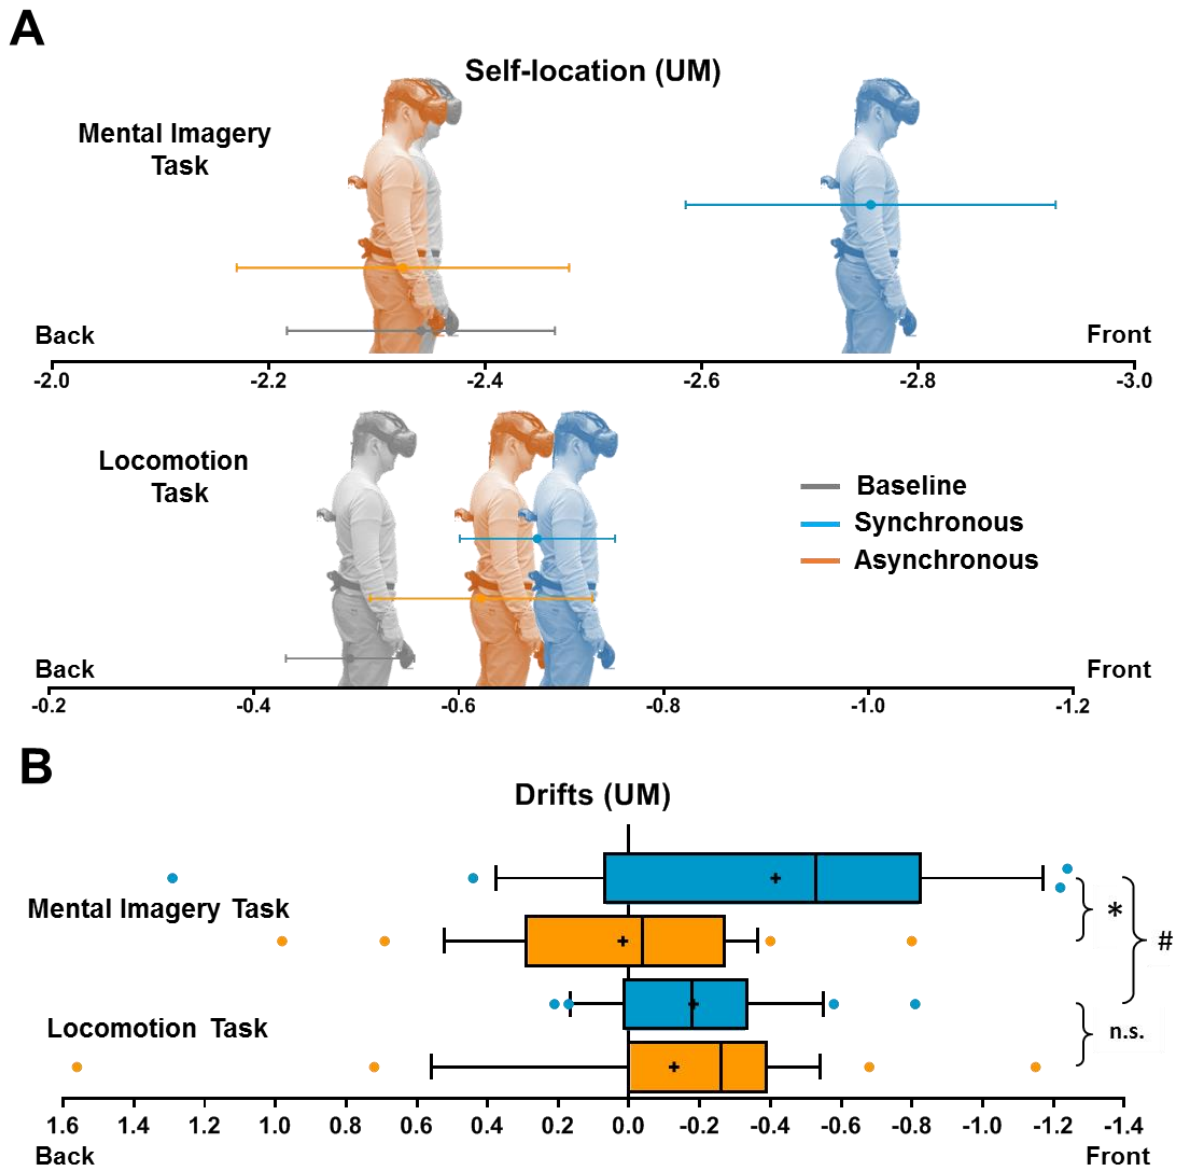 A
Self-location (UM)
Mental Imagery
Task
Back
Front
-2.0 -2.2 -2.4 -2.6 -2.8 -3.0
Locomotion
Task
Baseline
Synchronous
Asynchronous
Back
Front
-0.2 -0.4 -0.6 -0.8 -1.0 -1.2
B
Drifts (UM)
Mental Imagery Task
*
#
Locomotion Task
n.s.
1.6 1.4 1.2 1.0 0.8 0.6 0.4 0.2 0.0 -0.2 -0.4 -0.6 -0.8 -1.0 -1.2 -1.4
Back
Front